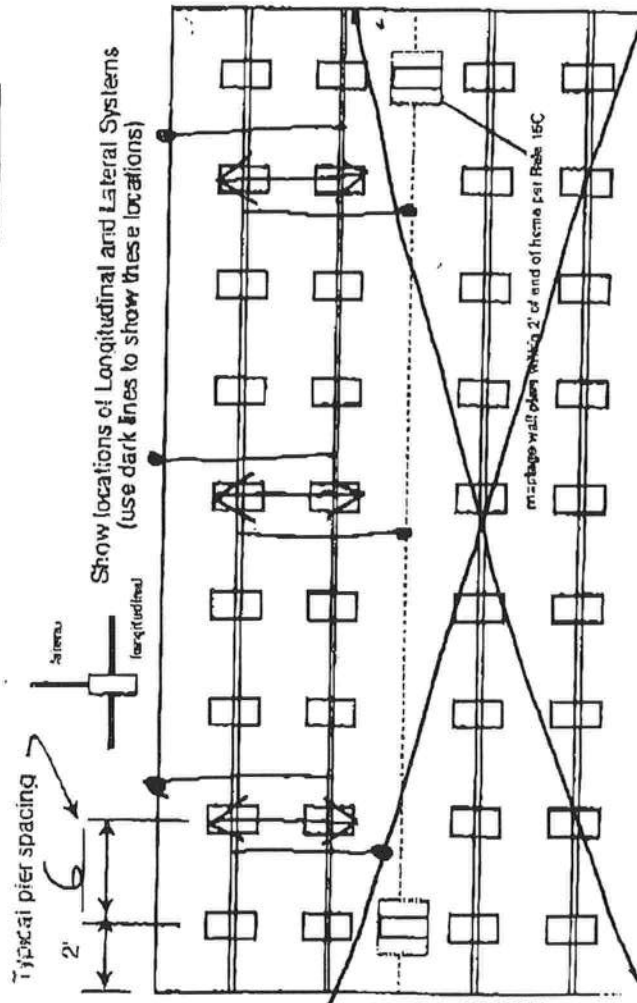 Typical pier spacing
2'
6
lateral
longitudinal
Show locations of Longitudinal and Lateral Systems
(use dark lines to show these locations)
marriage wall piers within 2' of end of home per Rule 15C